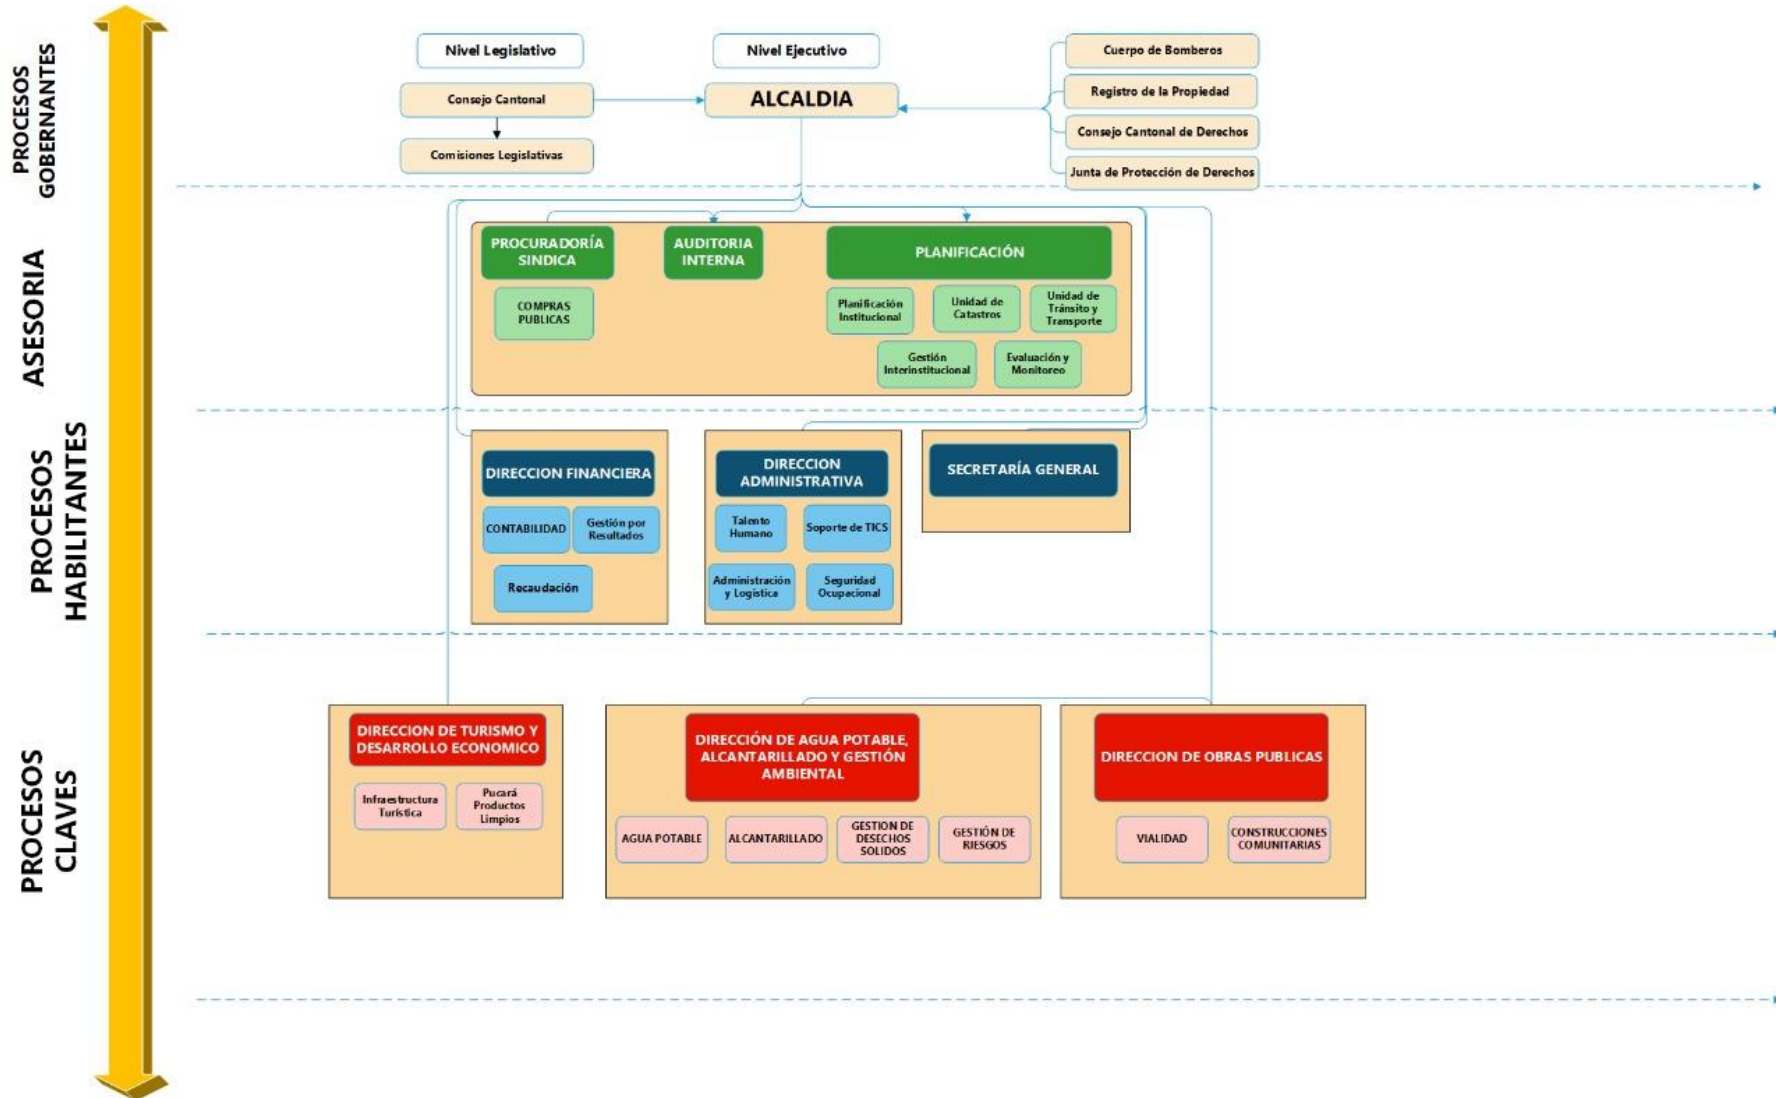 PROCESOS
GOBERNANTES
Nivel Legislativo
Nivel Ejecutivo
Consejo Cantonal
ALCALDIA
Comisiones Legislativas
Cuerpo de Bomberos
Registro de la Propiedad
Consejo Cantonal de Derechos
Junta de Protección de Derechos
ASESORIA
PROCURADORÍA
SINDICA
COMPRAS
PUBLICAS
AUDITORIA
INTERNA
PLANIFICACIÓN
Planificación
Institucional
Unidad de
Catastros
Unidad de
Tránsito y
Transporte
Gestión
Interinstitucional
Evaluación y
Monitoreo
PROCESOS
HABILITANTES
DIRECCION FINANCIERA
CONTABILIDAD
Gestión por
Resultados
Recaudación
DIRECCION
ADMINISTRATIVA
Talento
Humano
Soporte de TICS
Administración
y Logística
Seguridad
Ocupacional
SECRETARÍA GENERAL
PROCESOS
CLAVES
DIRECCION DE TURISMO Y
DESARROLLO ECONOMICO
Infraestructura
Turística
Pucará
Productos
Limpios
DIRECCIÓN DE AGUA POTABLE,
ALCANTARILLADO Y GESTIÓN
AMBIENTAL
AGUA POTABLE
ALCANTARILLADO
GESTION DE
DESECHOS
SOLIDOS
GESTIÓN DE
RIESGOS
DIRECCION DE OBRAS PUBLICAS
VIALIDAD
CONSTRUCCIONES
COMUNITARIAS